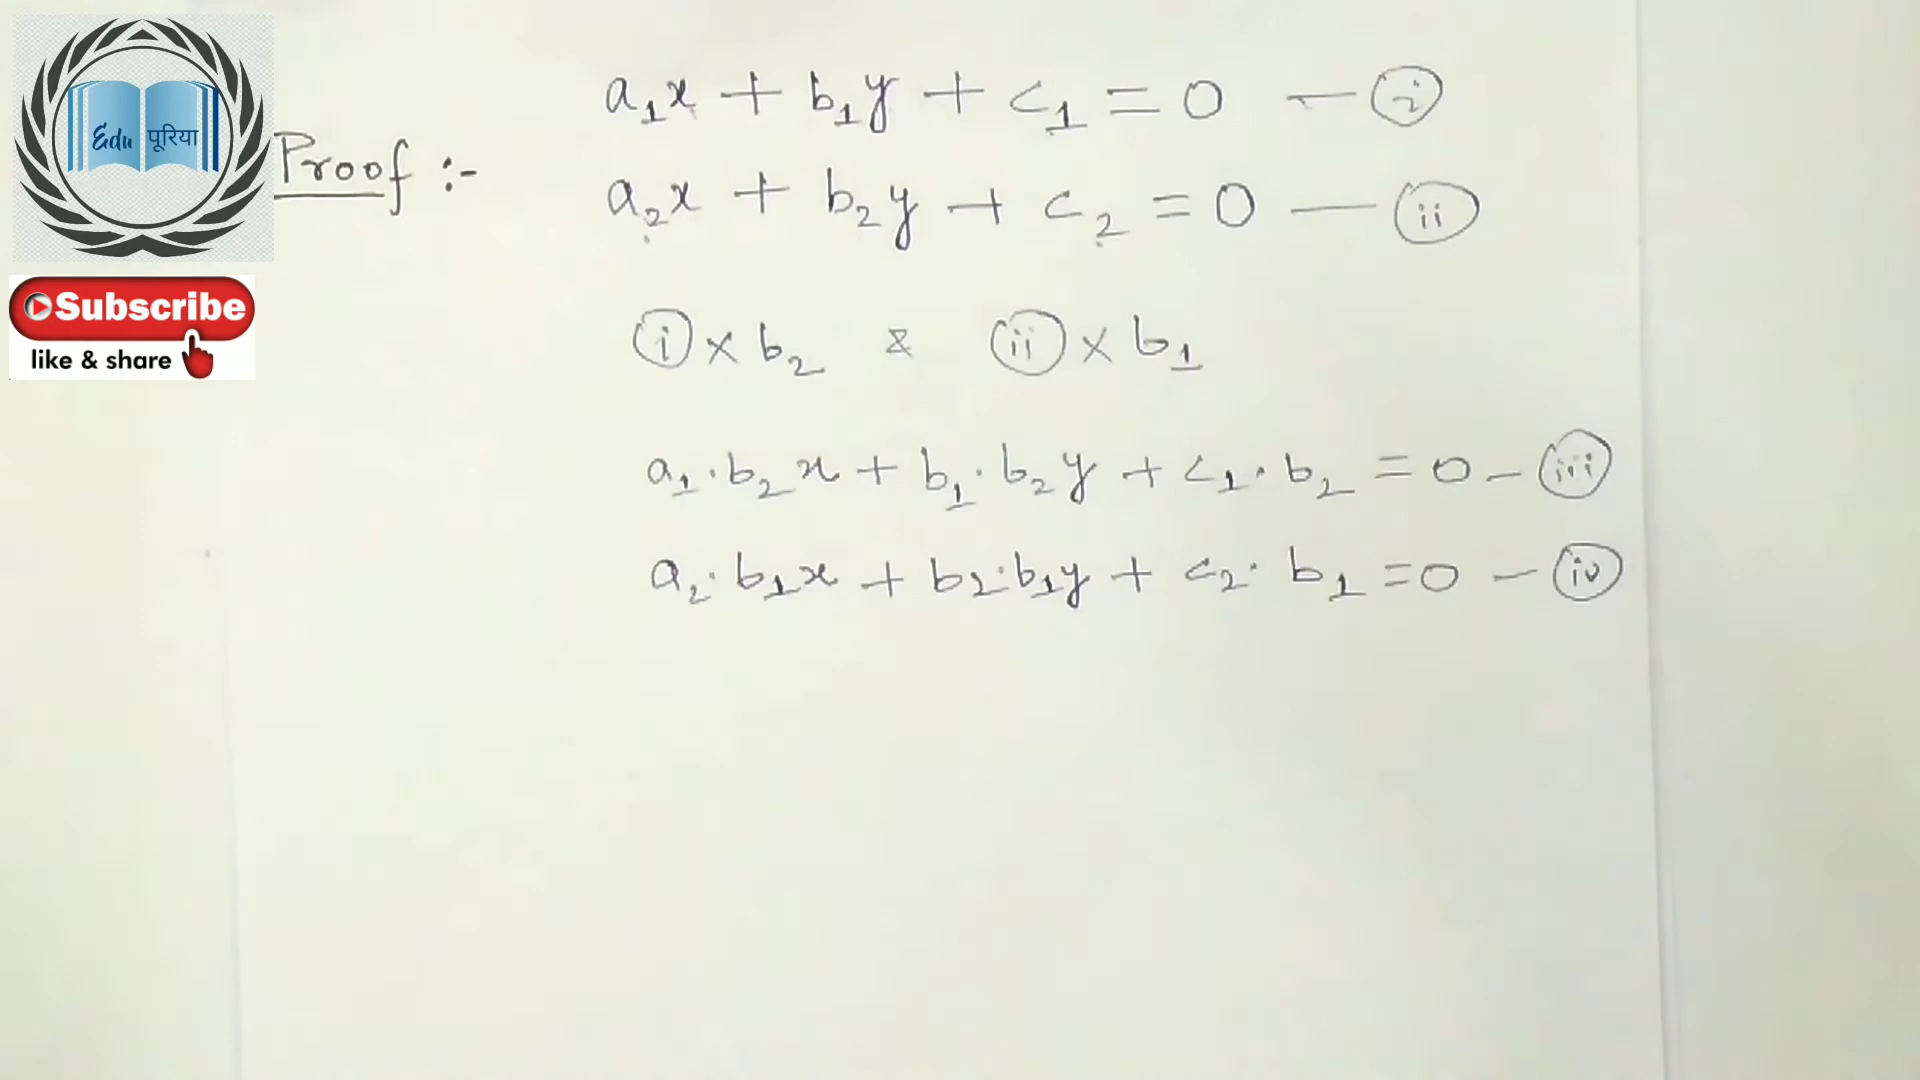 Edu पूरिया
Subscribe
like & share
Proof :-
a₁x + b₁y + c₁ = 0 — (i)
a₂x + b₂y + c₂ = 0 — (ii)
(i) × b₂ & (ii) × b₁
a₁·b₂x + b₁·b₂y + c₁·b₂ = 0 — (iii)
a₂·b₁x + b₂·b₁y + c₂·b₁ = 0 — (iv)